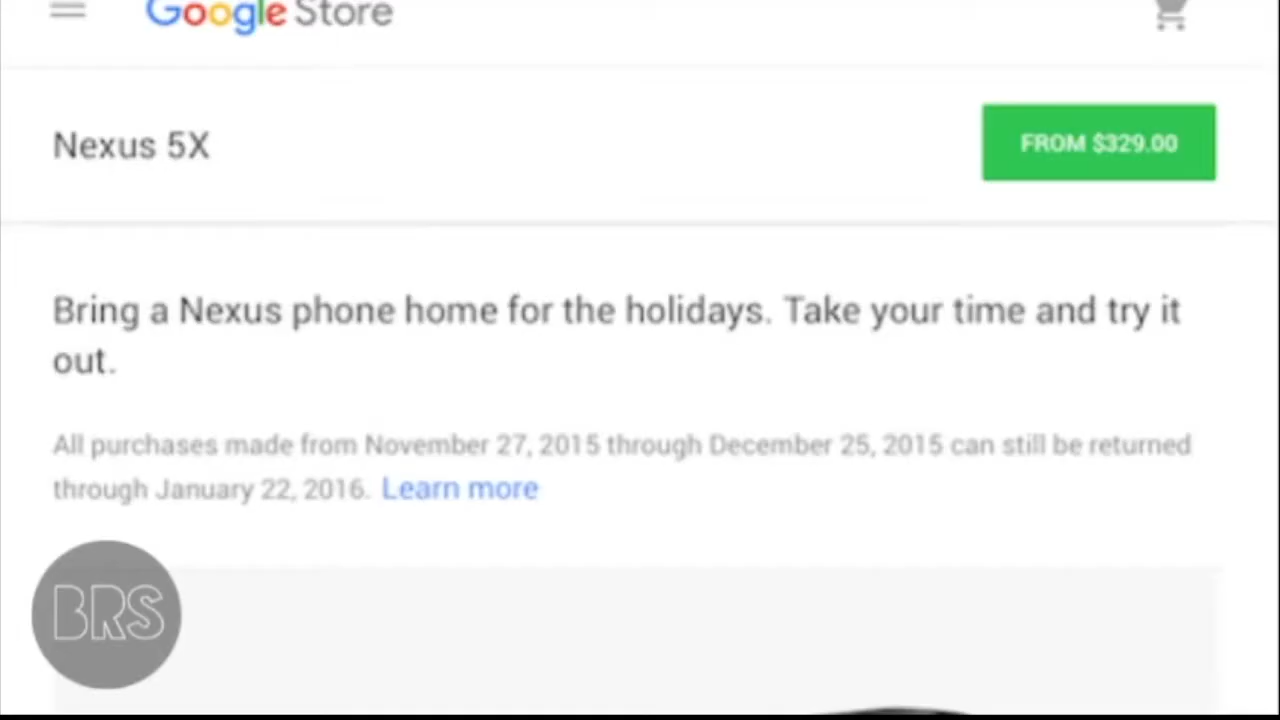 Google Store
Nexus 5X
FROM $329.00
Bring a Nexus phone home for the holidays. Take your time and try it
out.
All purchases made from November 27, 2015 through December 25, 2015 can still be returned
through January 22, 2016. Learn more
BRS